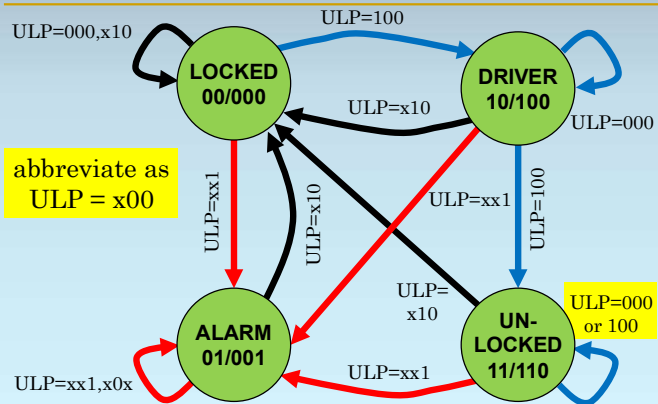 ULP=000,x10
ULP=100
LOCKED
00/000
DRIVER
10/100
ULP=x10
ULP=000
abbreviate as
ULP = x00
ULP=xx1
ULP=x10
ULP=xx1
ULP=100
ULP=
x10
ULP=000
or 100
ALARM
01/001
UN-
LOCKED
11/110
ULP=xx1
ULP=xx1,x0x